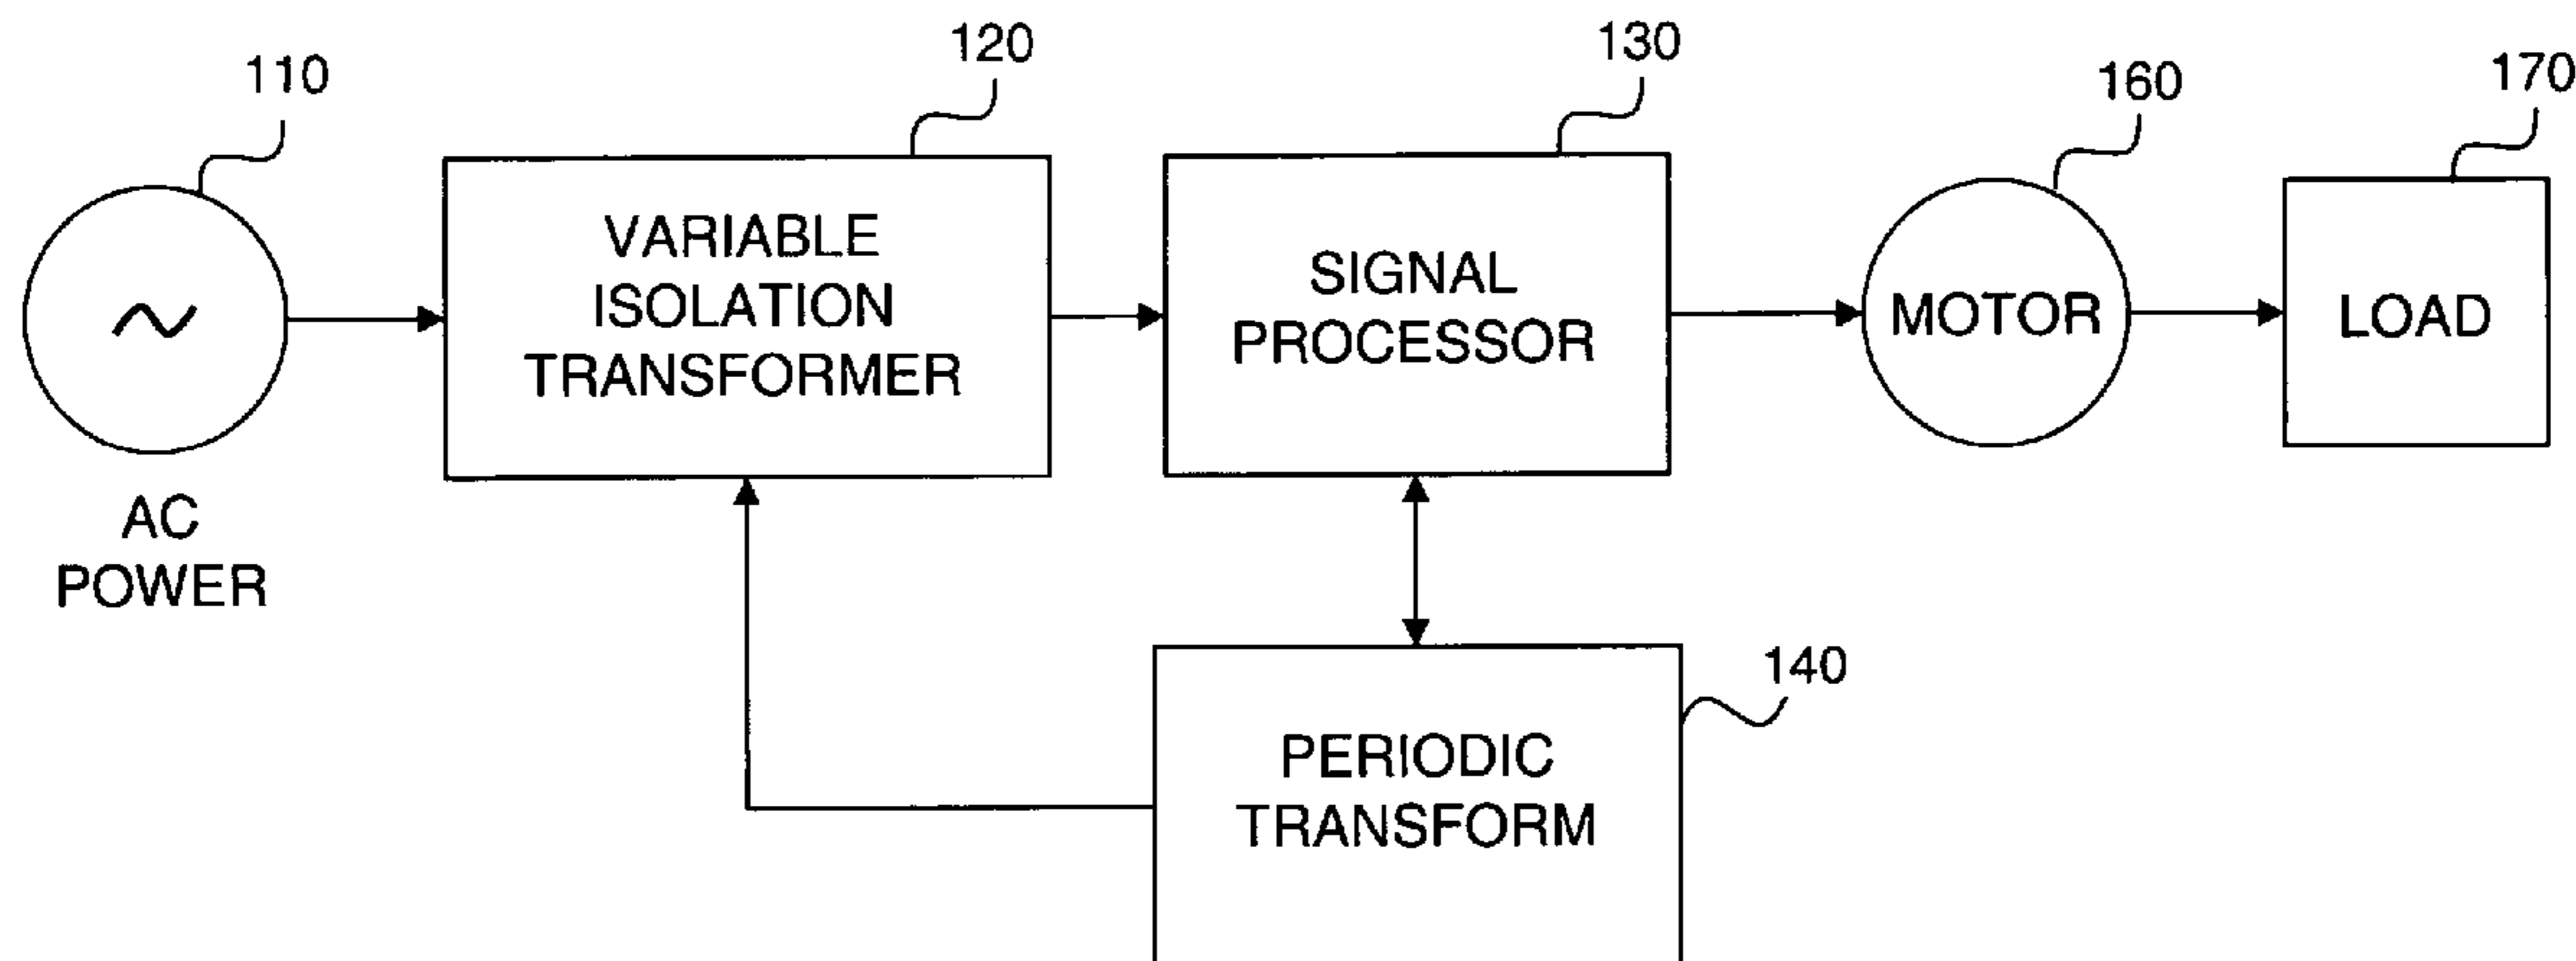 110
120
130
160
170
VARIABLE
ISOLATION
TRANSFORMER
SIGNAL
PROCESSOR
MOTOR
LOAD
AC
POWER
140
PERIODIC
TRANSFORM